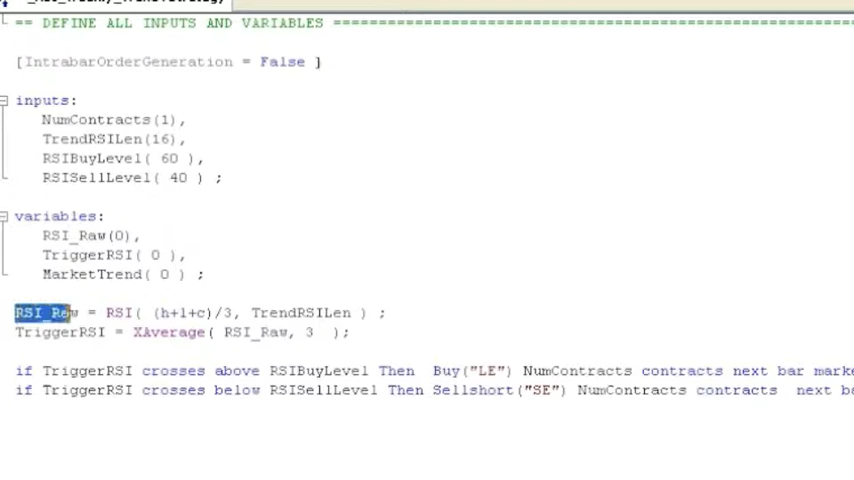 == DEFINE ALL INPUTS AND VARIABLES ==========================================================
[IntrabarOrderGeneration = False ]
inputs:
NumContracts(1),
TrendRSILen(16),
RSIBuyLevel( 60 ),
RSISellLevel( 40 ) ;
variables:
RSI_Raw(0),
TriggerRSI( 0 ),
MarketTrend( 0 ) ;
RSI_Raw = RSI( (h+l+c)/3, TrendRSILen ) ;
TriggerRSI = XAverage( RSI_Raw, 3 );
if TriggerRSI crosses above RSIBuyLevel Then Buy("LE") NumContracts contracts next bar marke
if TriggerRSI crosses below RSISellLevel Then Sellshort("SE") NumContracts contracts next ba